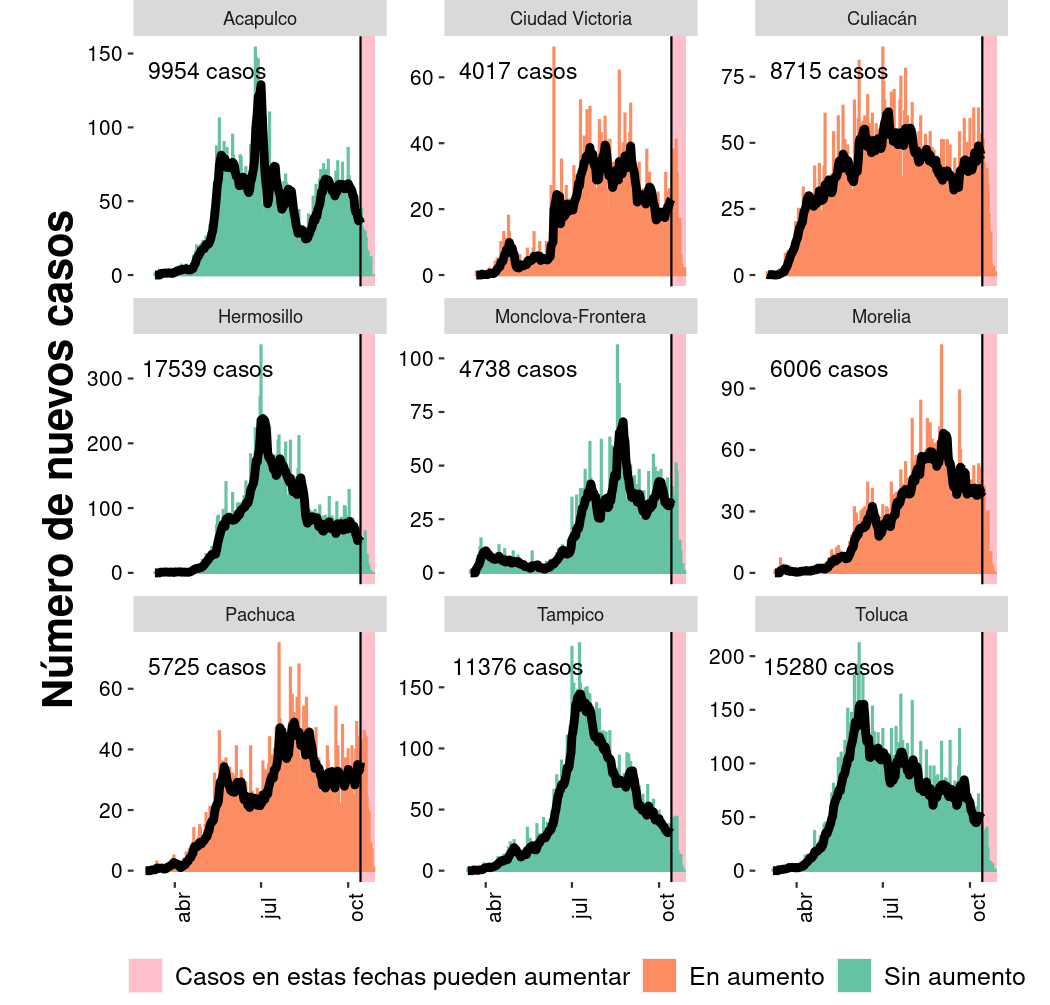 Número de nuevos casos
Acapulco
Ciudad Victoria
Culiacán
9954 casos
4017 casos
8715 casos
150
100
50
0
60
40
20
0
75
50
25
0
Hermosillo
Monclova-Frontera
Morelia
17539 casos
4738 casos
6006 casos
300
200
100
0
100
75
50
25
0
90
60
30
0
Pachuca
Tampico
Toluca
5725 casos
11376 casos
15280 casos
60
40
20
0
150
100
50
0
200
150
100
50
0
abr jul oct
abr jul oct
abr jul oct
Casos en estas fechas pueden aumentar En aumento Sin aumento